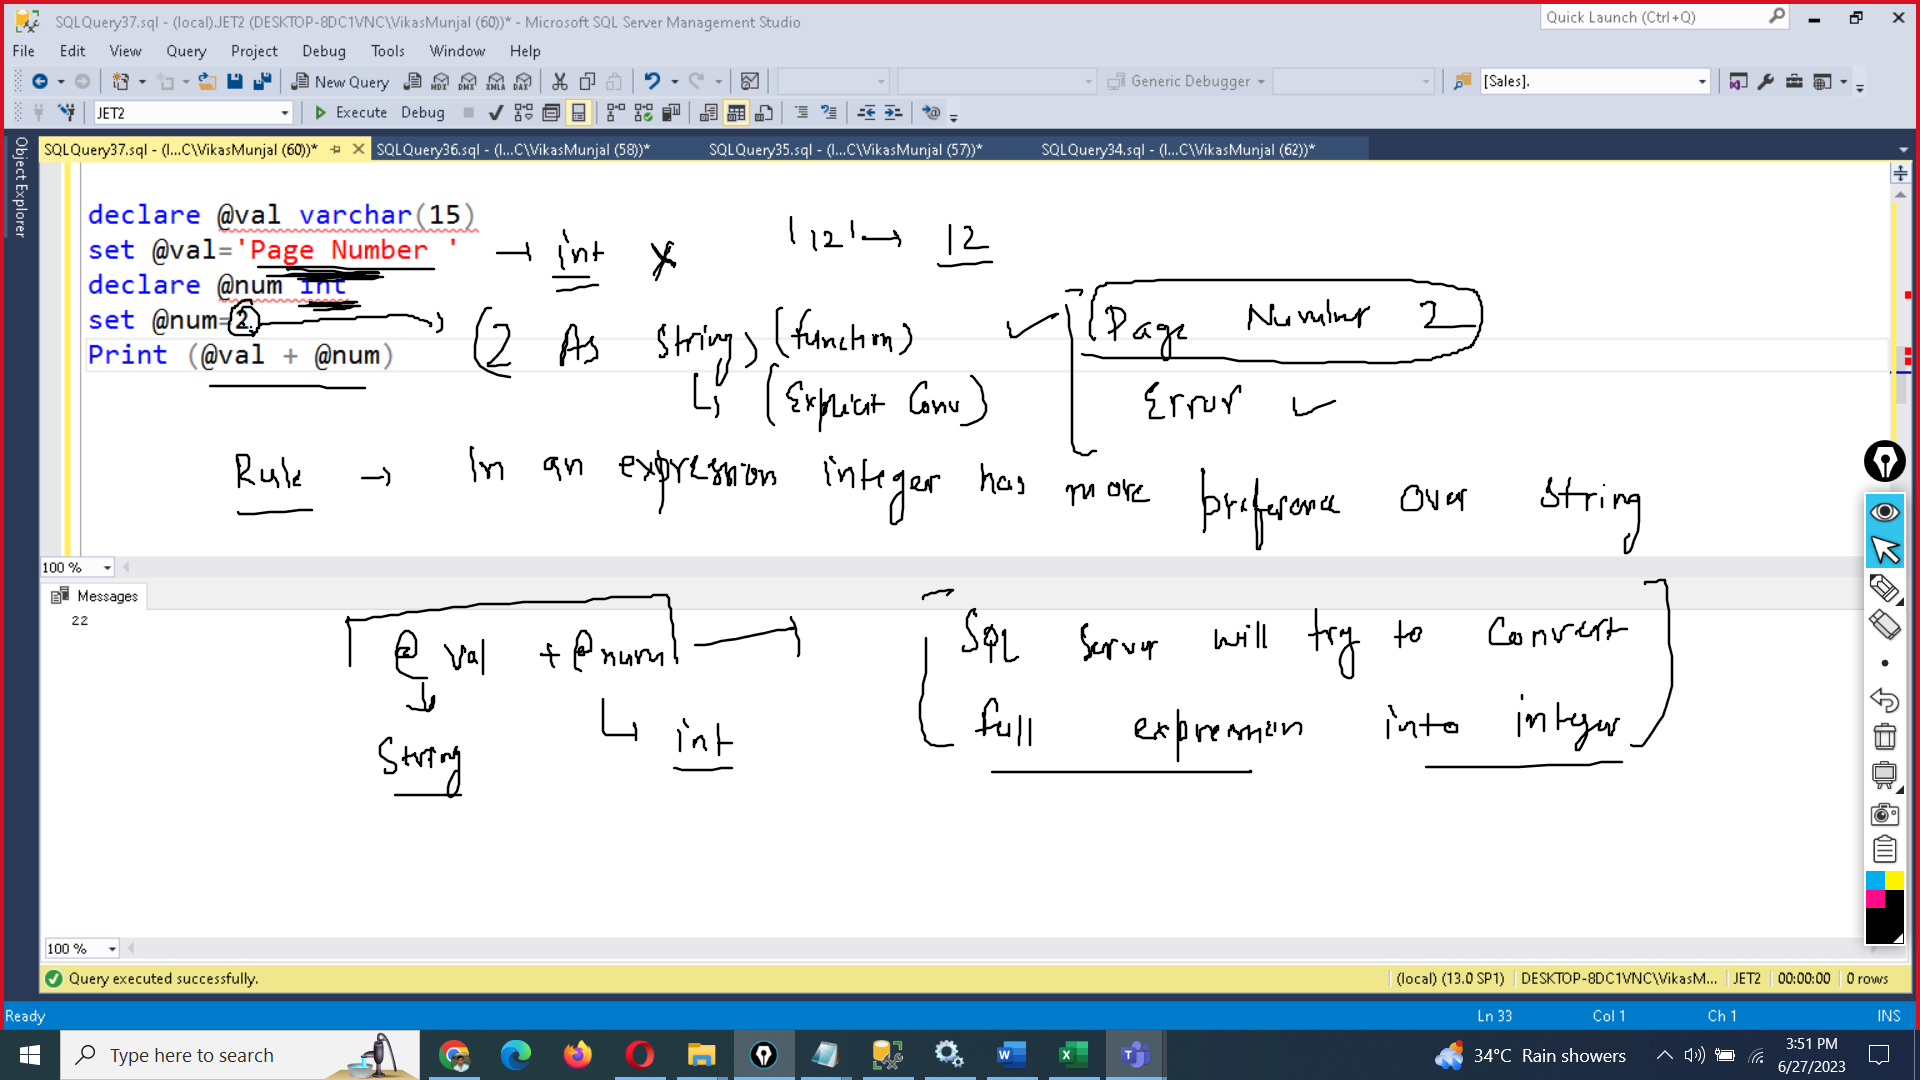 SQLQuery37.sql - (local).JET2 (DESKTOP-8DC1VNC\VikasMunjal (60))* - Microsoft SQL Server Management Studio
Quick Launch (Ctrl+Q)
File Edit View Query Project Debug Tools Window Help
New Query MDX DMX XMLA DAX Generic Debugger [Sales].
JET2 Execute Debug
Object Explorer
SQLQuery37.sql - (l...C\VikasMunjal (60))* SQLQuery36.sql - (l...C\VikasMunjal (58))* SQLQuery35.sql - (l...C\VikasMunjal (57))* SQLQuery34.sql - (l...C\VikasMunjal (62))*
declare @val varchar(15)
set @val='Page Number ' → int x '12' → 12
declare @num int
set @num=2 (2 As String) (function) ✓ Page Number 2
Print (@val + @num)
(Explicit Conv) Error ✓
Rule → In an expression integer has more preference over String
100 %
Messages
22
@val + @num SQL Server will try to Convert
full expression into integer
String int
100 %
Query executed successfully. (local) (13.0 SP1) DESKTOP-8DC1VNC\VikasM... JET2 00:00:00 0 rows
Ready Ln 33 Col 1 Ch 1 INS
Type here to search 34°C Rain showers 3:51 PM
6/27/2023